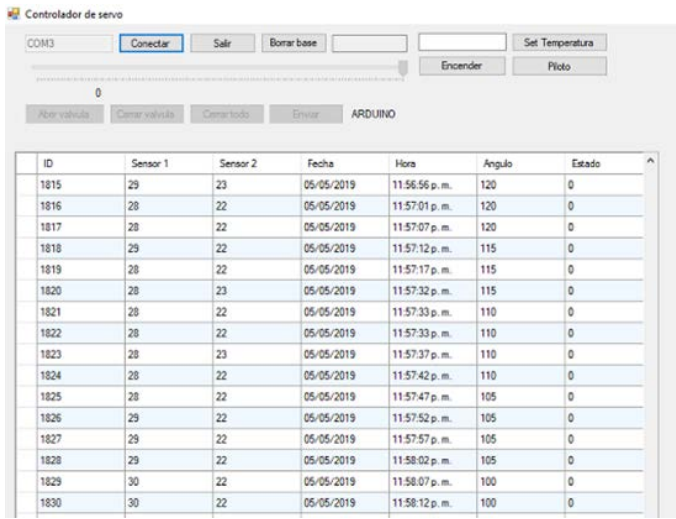 Controlador de servo
COM3 Conectar Salir Borrar base Set Temperatura
Encender Piloto
0
Abrir valvula Cerrar valvula Cerrar todo Enviar ARDUINO
ID Sensor 1 Sensor 2 Fecha Hora Angulo Estado
1815 29 23 05/05/2019 11:56:56 p. m. 120 0
1816 28 22 05/05/2019 11:57:01 p. m. 120 0
1817 28 22 05/05/2019 11:57:07 p. m. 120 0
1818 29 22 05/05/2019 11:57:12 p. m. 115 0
1819 28 22 05/05/2019 11:57:17 p. m. 115 0
1820 28 23 05/05/2019 11:57:32 p. m. 115 0
1821 28 22 05/05/2019 11:57:33 p. m. 110 0
1822 28 22 05/05/2019 11:57:33 p. m. 110 0
1823 28 23 05/05/2019 11:57:37 p. m. 110 0
1824 28 22 05/05/2019 11:57:42 p. m. 110 0
1825 28 22 05/05/2019 11:57:47 p. m. 105 0
1826 29 22 05/05/2019 11:57:52 p. m. 105 0
1827 29 22 05/05/2019 11:57:57 p. m. 105 0
1828 29 22 05/05/2019 11:58:02 p. m. 105 0
1829 30 22 05/05/2019 11:58:07 p. m. 100 0
1830 30 22 05/05/2019 11:58:12 p. m. 100 0